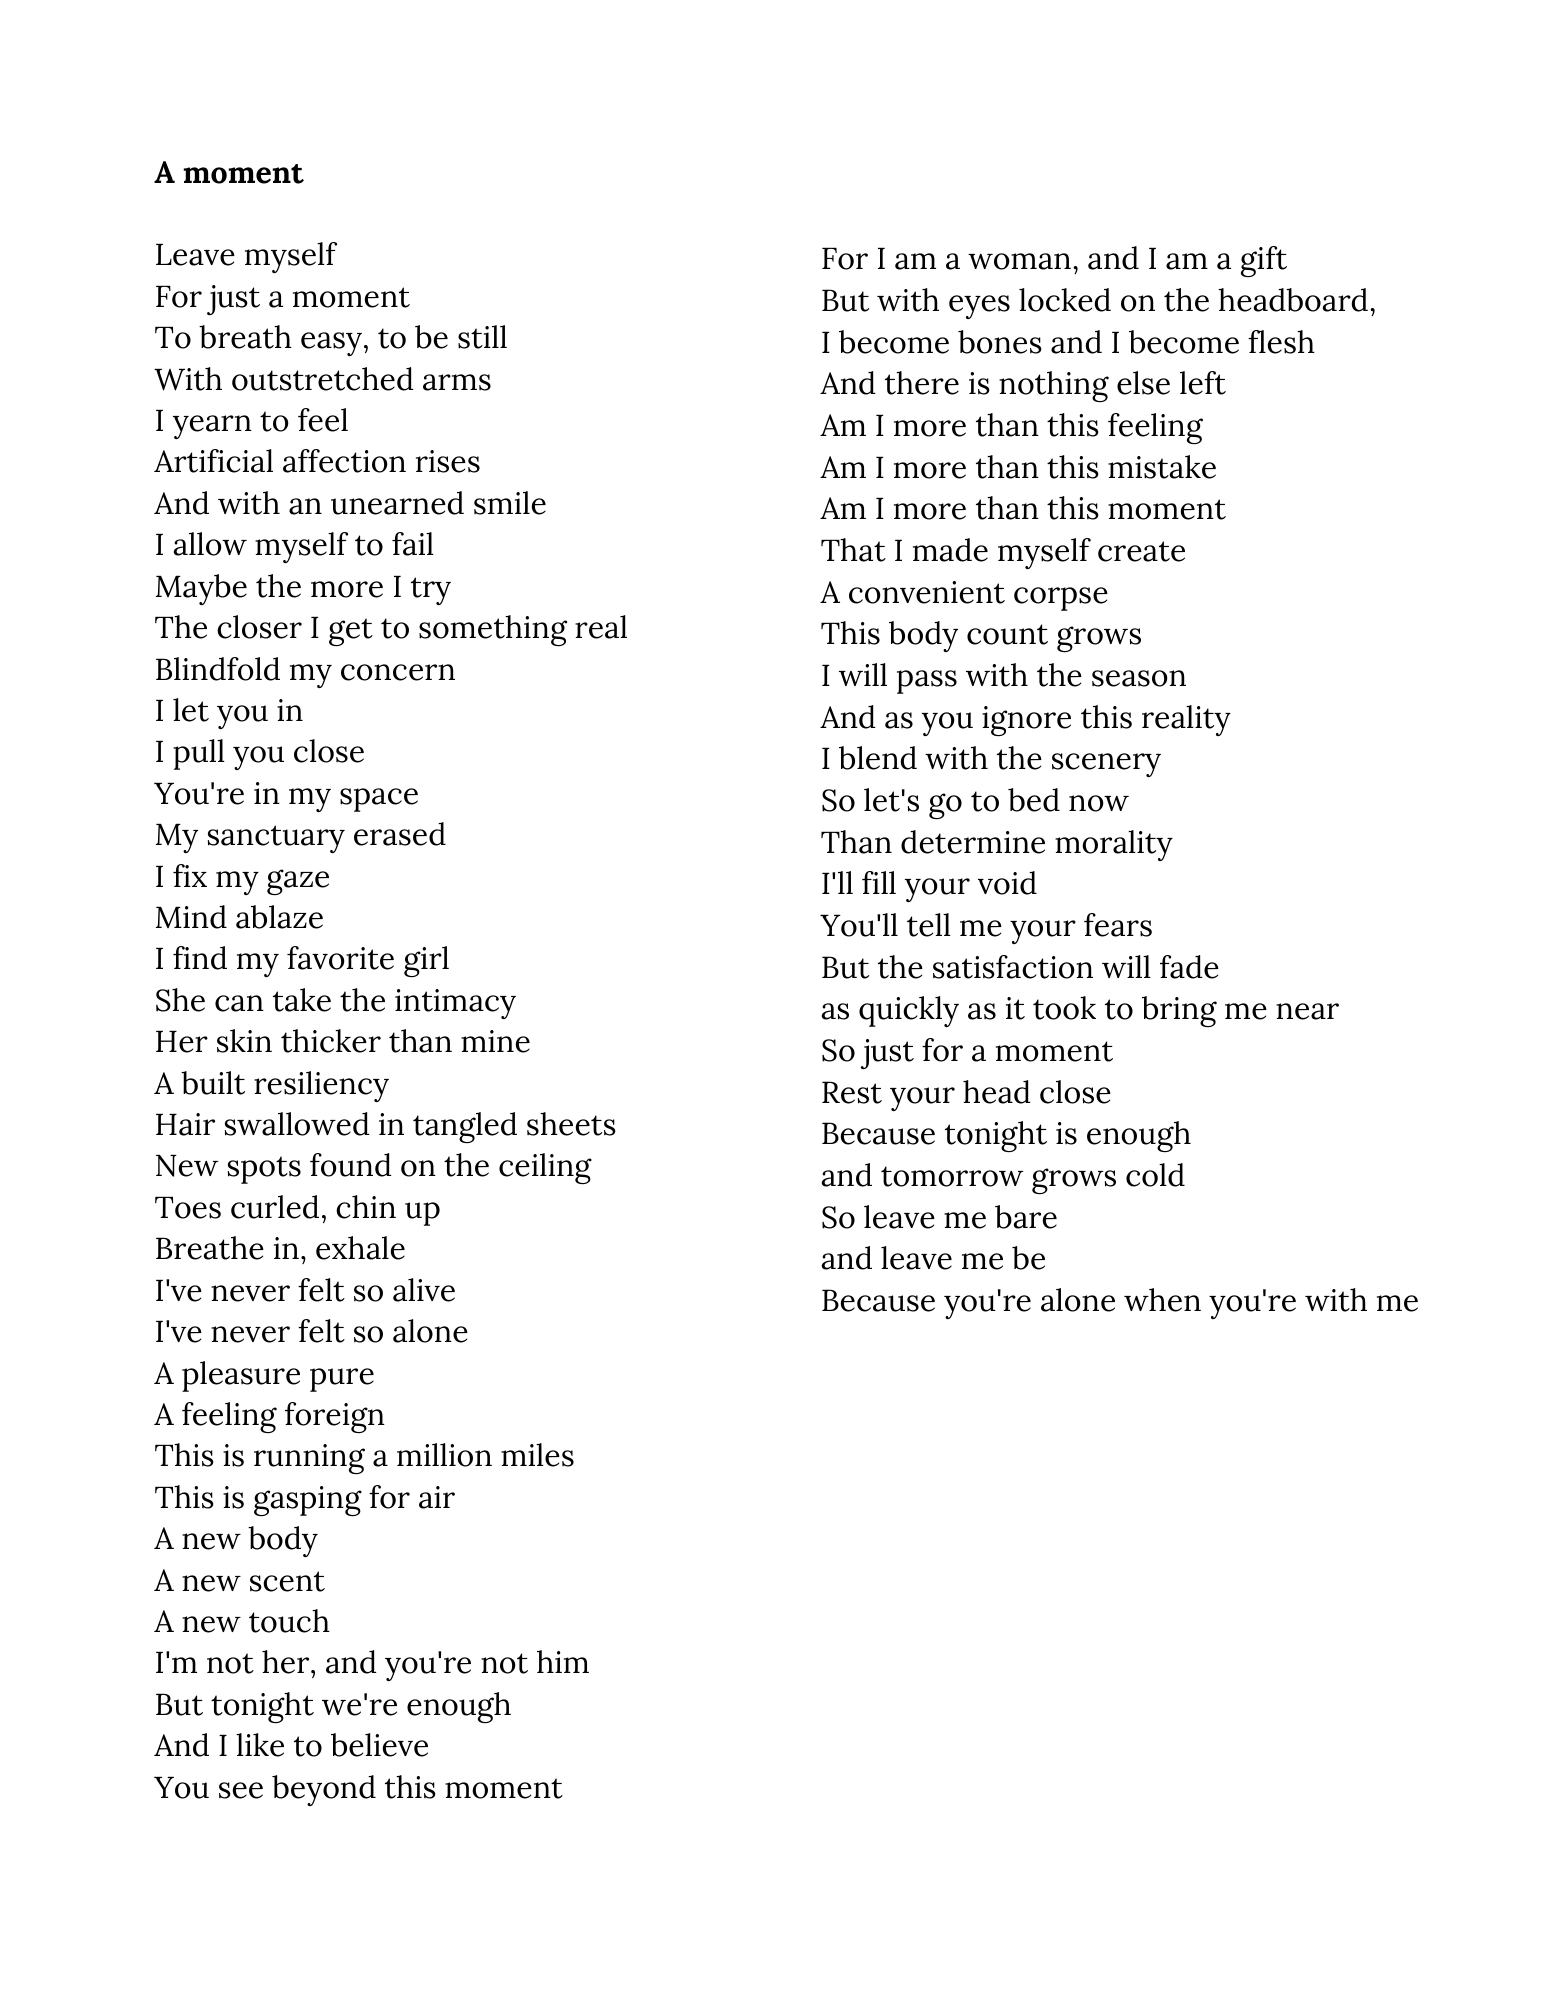 A moment
Leave myself
For just a moment
To breath easy, to be still
With outstretched arms
I yearn to feel
Artificial affection rises
And with an unearned smile
I allow myself to fail
Maybe the more I try
The closer I get to something real
Blindfold my concern
I let you in
I pull you close
You're in my space
My sanctuary erased
I fix my gaze
Mind ablaze
I find my favorite girl
She can take the intimacy
Her skin thicker than mine
A built resiliency
Hair swallowed in tangled sheets
New spots found on the ceiling
Toes curled, chin up
Breathe in, exhale
I've never felt so alive
I've never felt so alone
A pleasure pure
A feeling foreign
This is running a million miles
This is gasping for air
A new body
A new scent
A new touch
I'm not her, and you're not him
But tonight we're enough
And I like to believe
You see beyond this moment
For I am a woman, and I am a gift
But with eyes locked on the headboard,
I become bones and I become flesh
And there is nothing else left
Am I more than this feeling
Am I more than this mistake
Am I more than this moment
That I made myself create
A convenient corpse
This body count grows
I will pass with the season
And as you ignore this reality
I blend with the scenery
So let's go to bed now
Than determine morality
I'll fill your void
You'll tell me your fears
But the satisfaction will fade
as quickly as it took to bring me near
So just for a moment
Rest your head close
Because tonight is enough
and tomorrow grows cold
So leave me bare
and leave me be
Because you're alone when you're with me